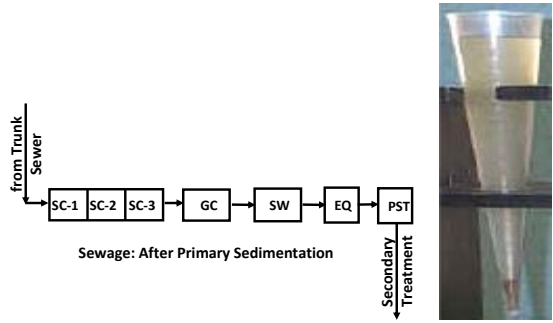 from Trunk
Sewer
SC-1 SC-2 SC-3 GC SW EQ PST
Sewage: After Primary Sedimentation
Secondary
Treatment